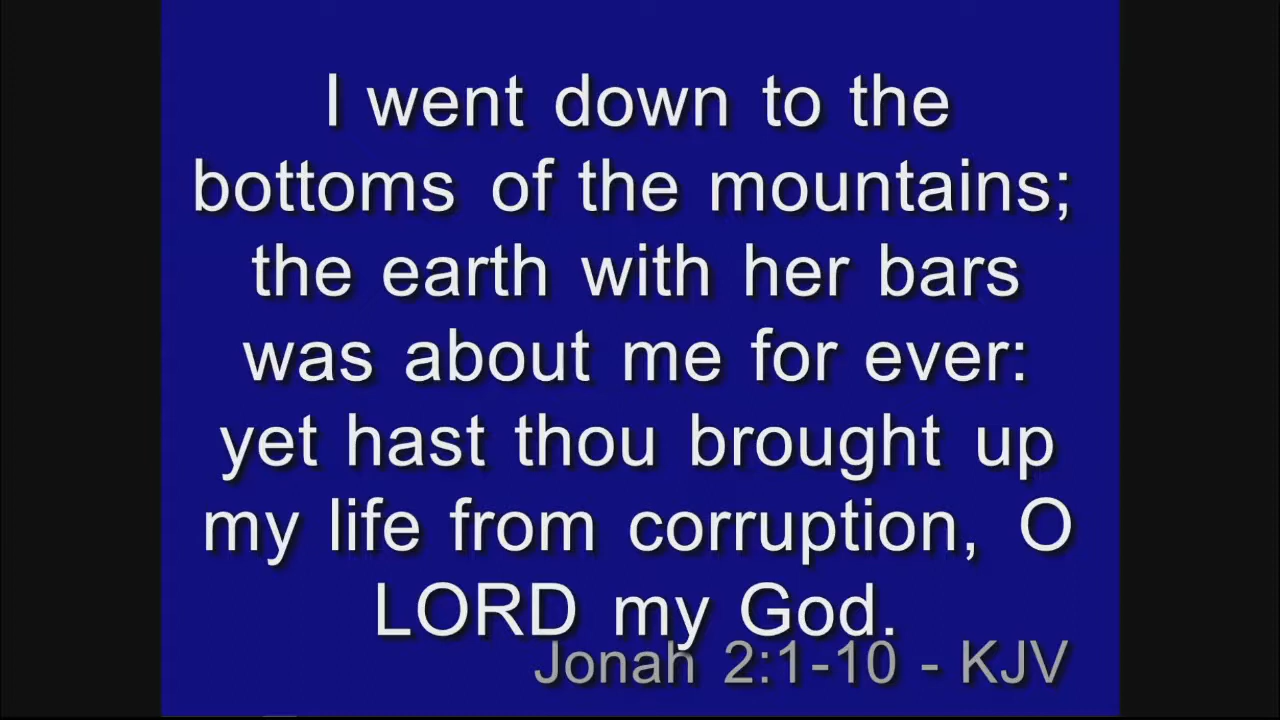 I went down to the
bottoms of the mountains;
the earth with her bars
was about me for ever:
yet hast thou brought up
my life from corruption, O
LORD my God.
Jonah 2:1-10 - KJV